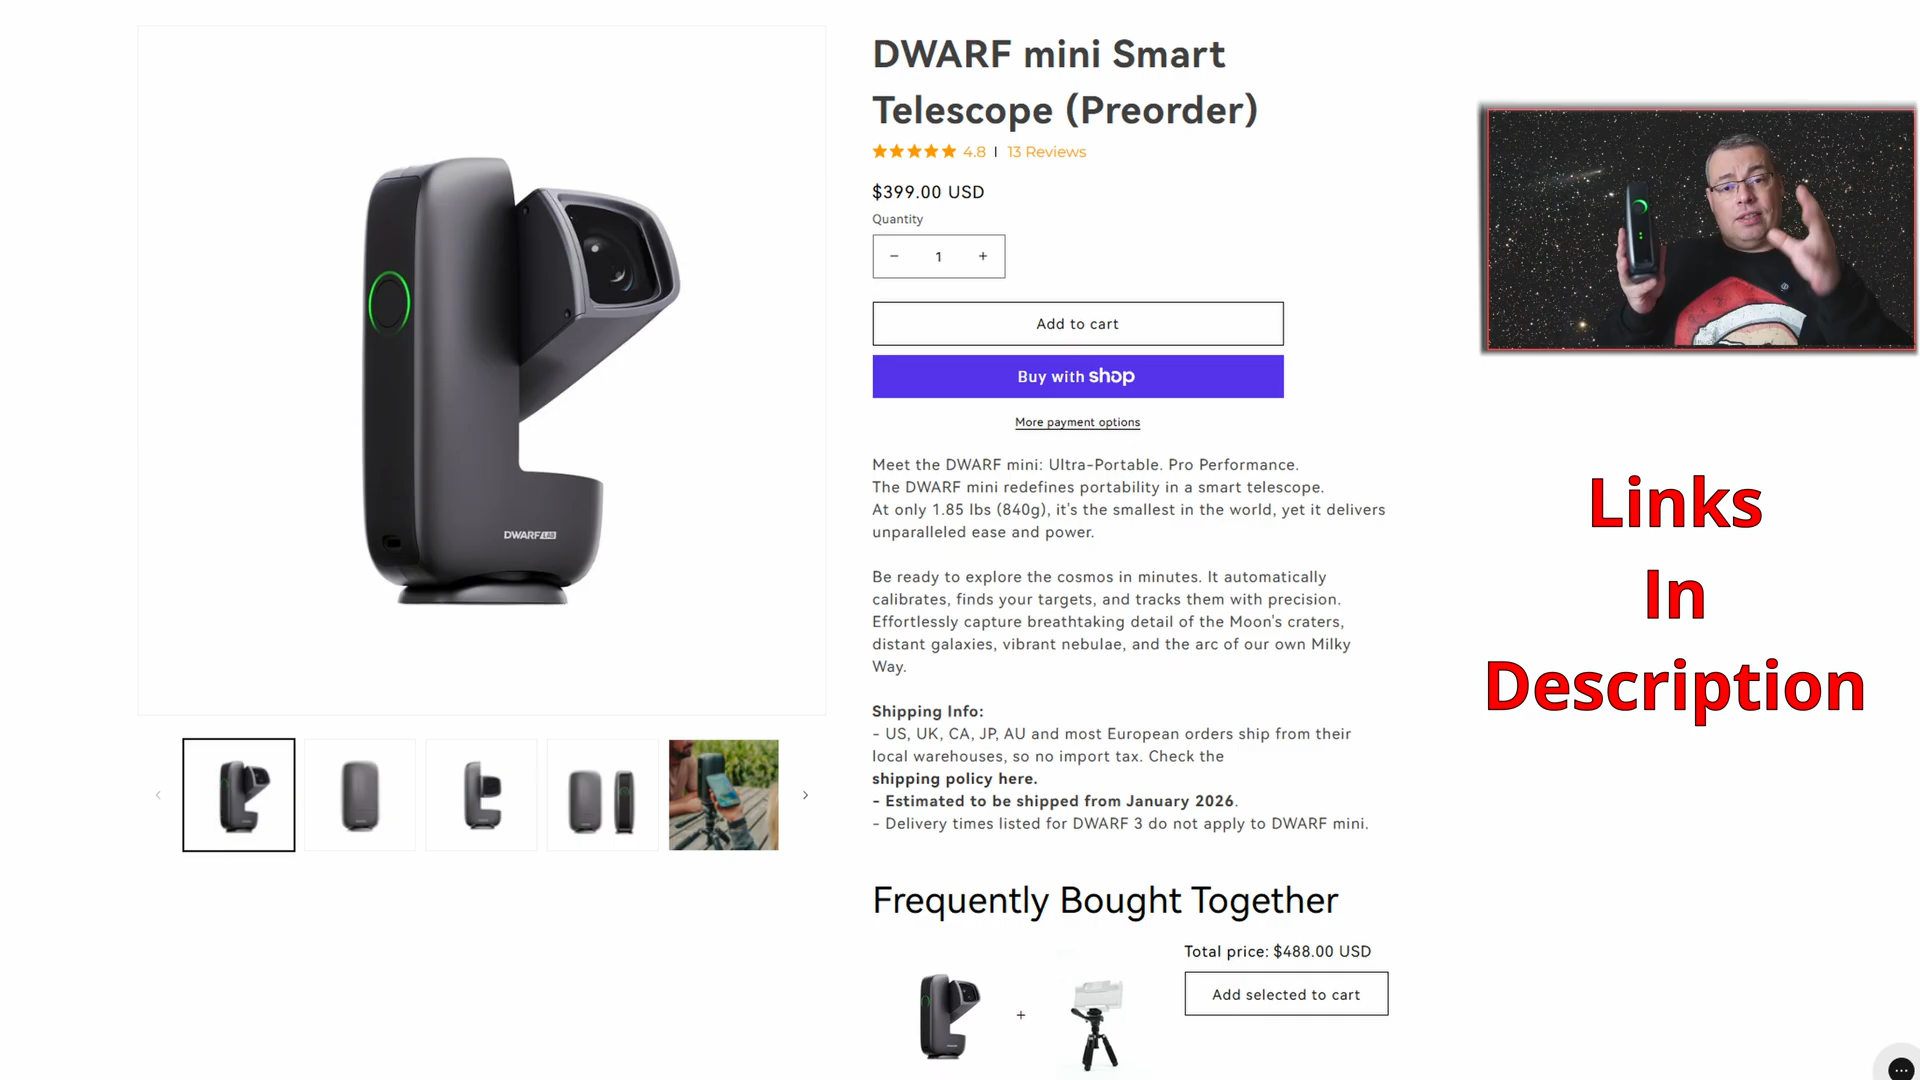 DWARF mini Smart
Telescope (Preorder)
4.8 | 13 Reviews
$399.00 USD
Quantity
− 1 +
Add to cart
Buy with shop
More payment options
Meet the DWARF mini: Ultra-Portable. Pro Performance.
The DWARF mini redefines portability in a smart telescope.
At only 1.85 lbs (840g), it's the smallest in the world, yet it delivers
unparalleled ease and power.
Be ready to explore the cosmos in minutes. It automatically
calibrates, finds your targets, and tracks them with precision.
Effortlessly capture breathtaking detail of the Moon's craters,
distant galaxies, vibrant nebulae, and the arc of our own Milky
Way.
Shipping Info:
- US, UK, CA, JP, AU and most European orders ship from their
local warehouses, so no import tax. Check the
shipping policy here.
- Estimated to be shipped from January 2026.
- Delivery times listed for DWARF 3 do not apply to DWARF mini.
Frequently Bought Together
Total price: $488.00 USD
Add selected to cart
+
DWARFLAB
Links
In
Description